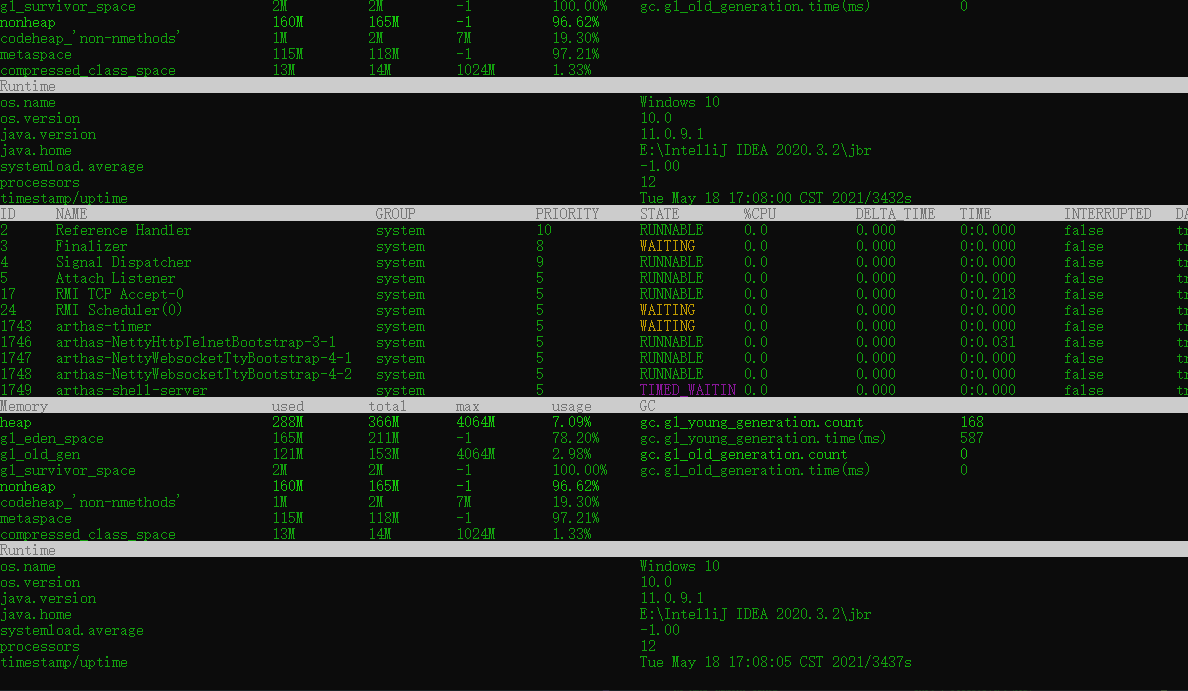 g1_survivor_space 2M 2M -1 100.00% gc.g1_old_generation.time(ms) 0
nonheap 160M 165M -1 96.62%
codeheap_'non-nmethods' 1M 2M 7M 19.30%
metaspace 115M 118M -1 97.21%
compressed_class_space 13M 14M 1024M 1.33%
Runtime
os.name Windows 10
os.version 10.0
java.version 11.0.9.1
java.home E:\IntelliJ IDEA 2020.3.2\jbr
systemload.average -1.00
processors 12
timestamp/uptime Tue May 18 17:08:00 CST 2021/3432s
ID NAME GROUP PRIORITY STATE %CPU DELTA_TIME TIME INTERRUPTED DA
2 Reference Handler system 10 RUNNABLE 0.0 0.000 0:0.000 false tr
3 Finalizer system 8 WAITING 0.0 0.000 0:0.000 false tr
4 Signal Dispatcher system 9 RUNNABLE 0.0 0.000 0:0.000 false tr
5 Attach Listener system 5 RUNNABLE 0.0 0.000 0:0.000 false tr
17 RMI TCP Accept-0 system 5 RUNNABLE 0.0 0.000 0:0.218 false tr
24 RMI Scheduler(0) system 5 WAITING 0.0 0.000 0:0.000 false tr
1743 arthas-timer system 5 WAITING 0.0 0.000 0:0.000 false tr
1746 arthas-NettyHttpTelnetBootstrap-3-1 system 5 RUNNABLE 0.0 0.000 0:0.031 false tr
1747 arthas-NettyWebsocketTtyBootstrap-4-1 system 5 RUNNABLE 0.0 0.000 0:0.000 false tr
1748 arthas-NettyWebsocketTtyBootstrap-4-2 system 5 RUNNABLE 0.0 0.000 0:0.000 false tr
1749 arthas-shell-server system 5 TIMED_WAITIN 0.0 0.000 0:0.000 false tr
Memory used total max usage GC
heap 288M 366M 4064M 7.09% gc.g1_young_generation.count 168
g1_eden_space 165M 211M -1 78.20% gc.g1_young_generation.time(ms) 587
g1_old_gen 121M 153M 4064M 2.98% gc.g1_old_generation.count 0
g1_survivor_space 2M 2M -1 100.00% gc.g1_old_generation.time(ms) 0
nonheap 160M 165M -1 96.62%
codeheap_'non-nmethods' 1M 2M 7M 19.30%
metaspace 115M 118M -1 97.21%
compressed_class_space 13M 14M 1024M 1.33%
Runtime
os.name Windows 10
os.version 10.0
java.version 11.0.9.1
java.home E:\IntelliJ IDEA 2020.3.2\jbr
systemload.average -1.00
processors 12
timestamp/uptime Tue May 18 17:08:05 CST 2021/3437s